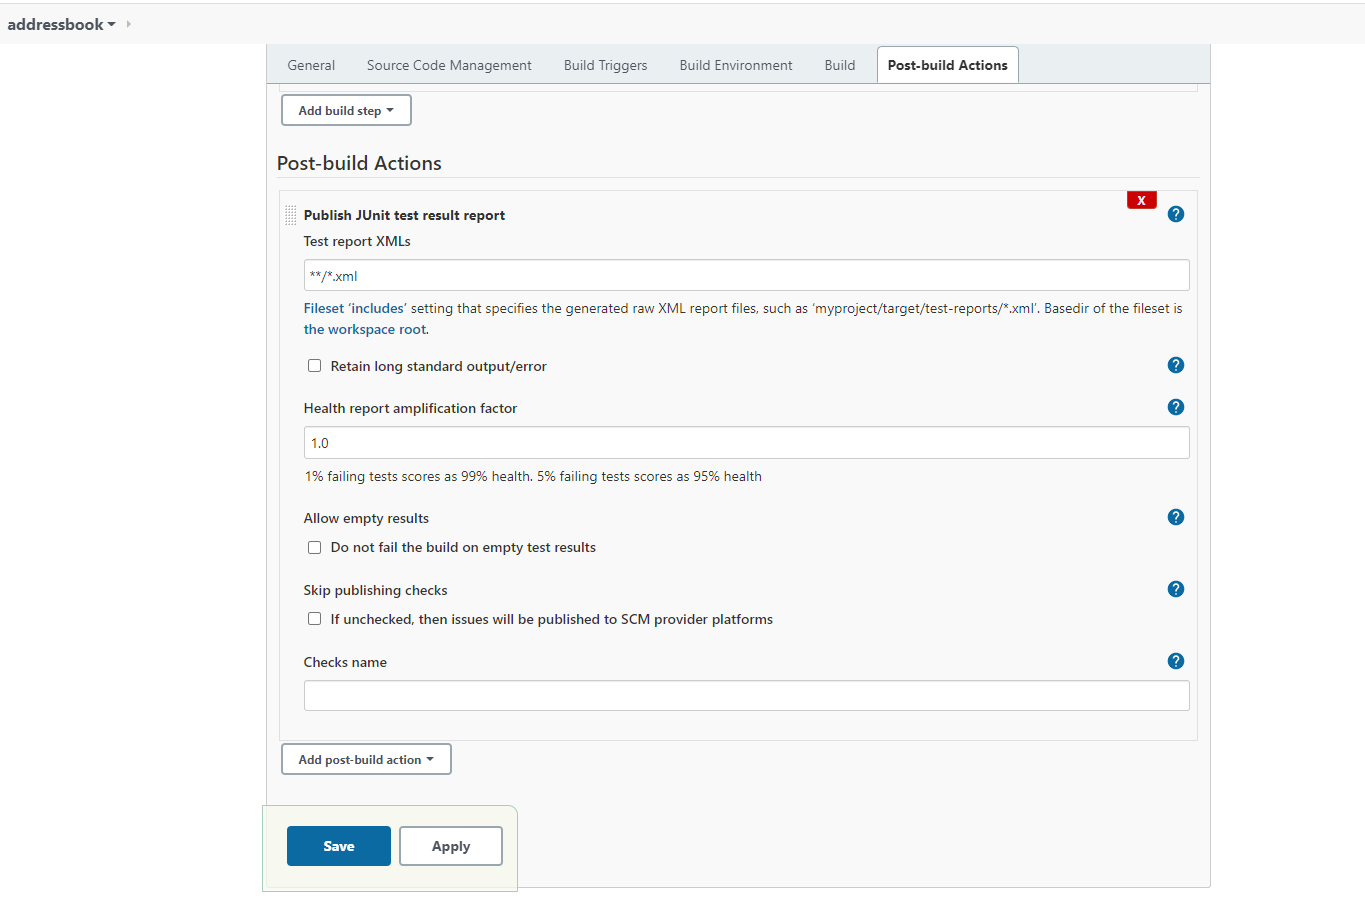 addressbook
General Source Code Management Build Triggers Build Environment Build Post-build Actions
Add build step
Post-build Actions
X
Publish JUnit test result report ?
Test report XMLs
**/*.xml
Fileset ‘includes’ setting that specifies the generated raw XML report files, such as ‘myproject/target/test-reports/*.xml’. Basedir of the fileset is
the workspace root.
Retain long standard output/error ?
Health report amplification factor ?
1.0
1% failing tests scores as 99% health. 5% failing tests scores as 95% health
Allow empty results ?
Do not fail the build on empty test results
Skip publishing checks ?
If unchecked, then issues will be published to SCM provider platforms
Checks name ?
Add post-build action
Save Apply